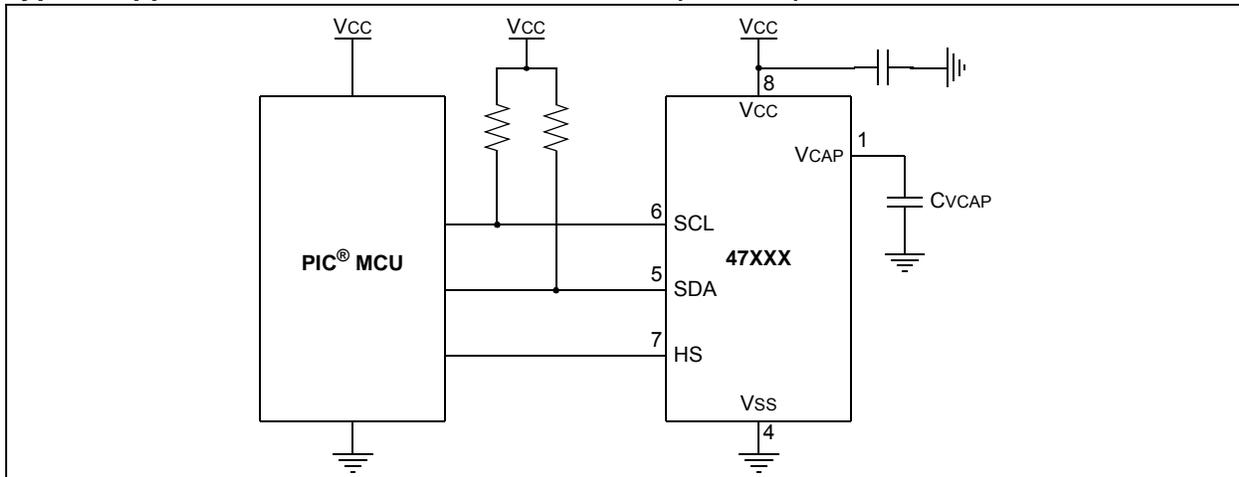 VCC
VCC
VCC
8
VCC
1
VCAP
CVCAP
6
SCL
PIC® MCU
47XXX
5
SDA
7
HS
VSS
4